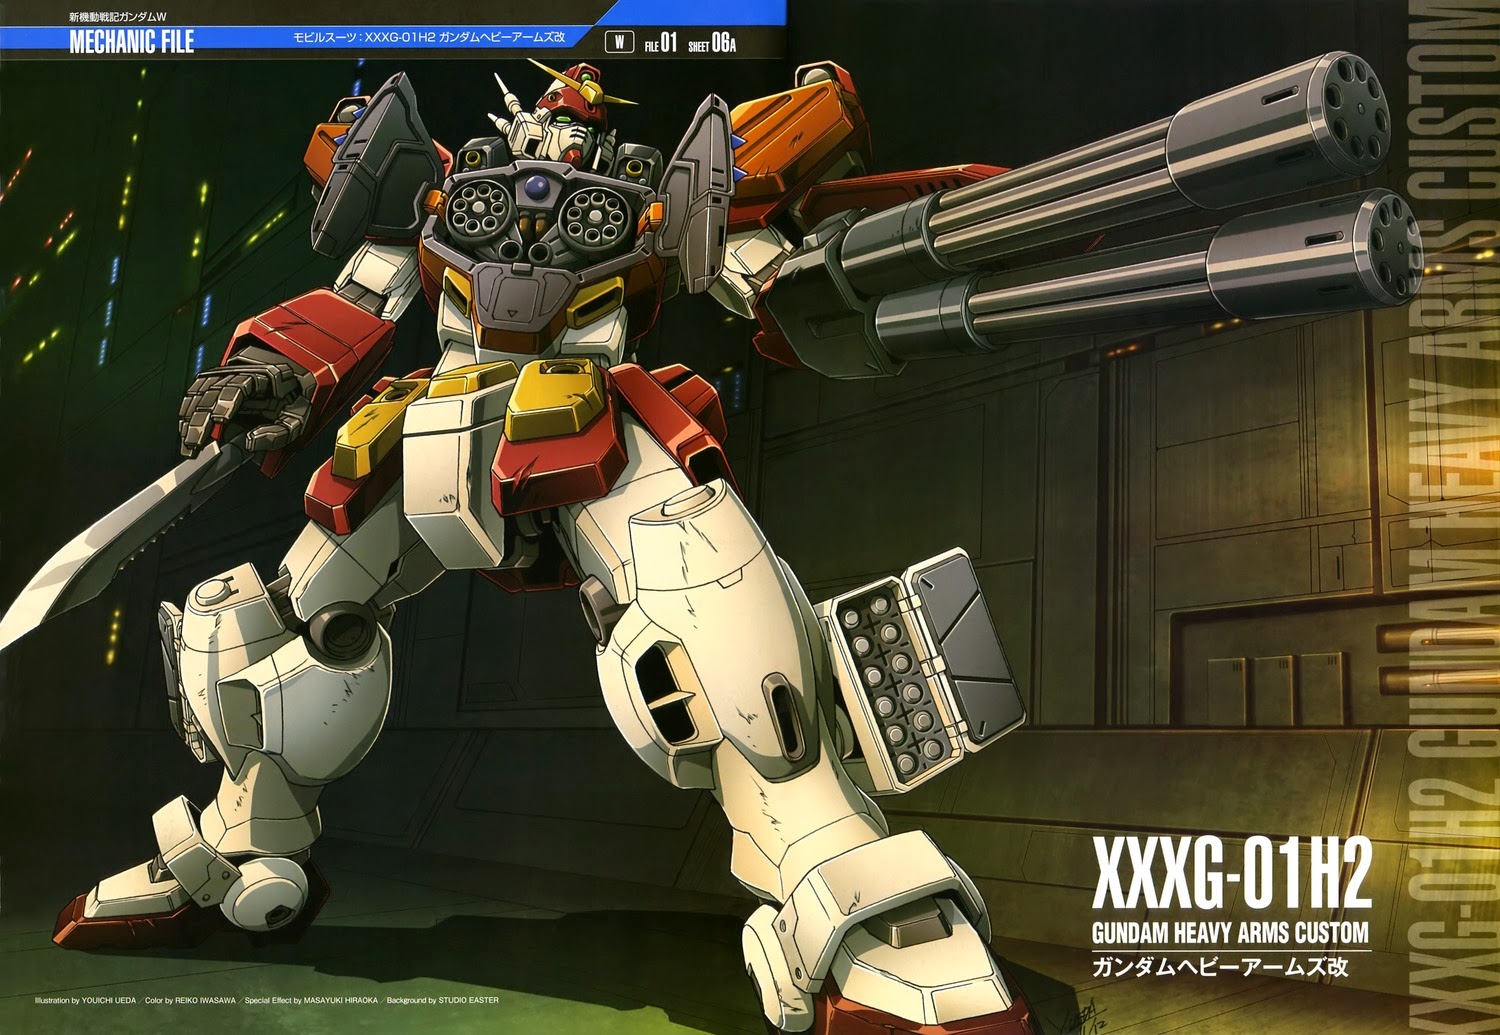 新機動戦記ガンダムW
MECHANIC FILE
モビルスーツ：XXXG-01H2 ガンダムヘビーアームズ改
W FILE 01 SHEET 06A
XXXG-01H2 GUNDAM HEAVY ARMS CUSTOM
XXXG-01H2
GUNDAM HEAVY ARMS CUSTOM
ガンダムヘビーアームズ改
Illustration by YOUICHI UEDA / Color by REIKO IWASAWA / Special Effect by MASAYUKI HIRAOKA / Background by STUDIO EASTER